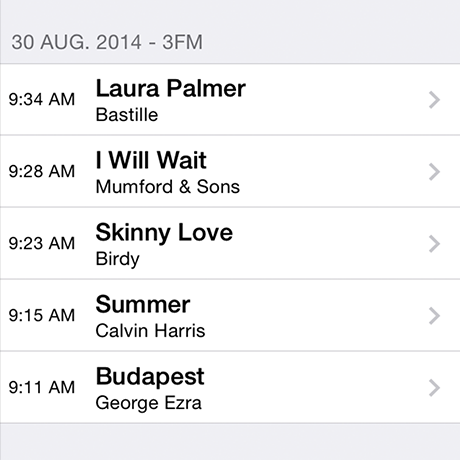 30 AUG. 2014 - 3FM
9:34 AM
Laura Palmer
Bastille
9:28 AM
I Will Wait
Mumford & Sons
9:23 AM
Skinny Love
Birdy
9:15 AM
Summer
Calvin Harris
9:11 AM
Budapest
George Ezra